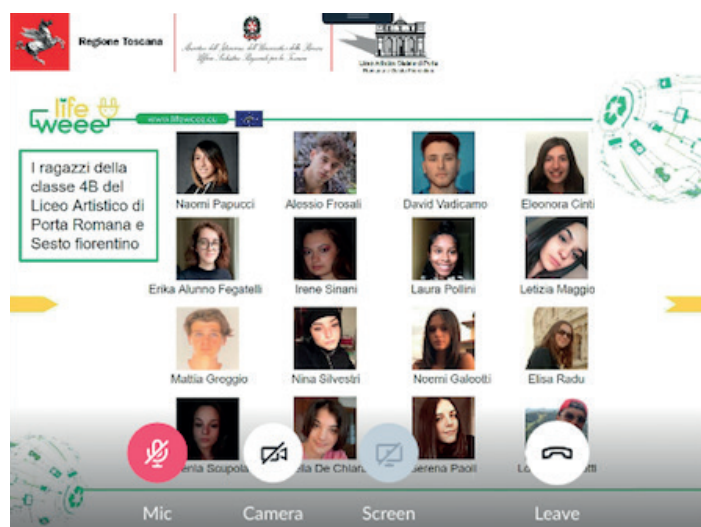 Regione Toscana
life
weee
www.lifeweee.eu
I ragazzi della
classe 4B del
Liceo Artistico di
Porta Romana e
Sesto fiorentino
Naomi Papucci
Alessio Frosali
David Vadicamo
Eleonora Cinti
Erika Alunno Fegatelli
Irene Sinani
Laura Pollini
Letizia Maggio
Mattia Groggio
Nina Silvestri
Noemi Galeotti
Elisa Radu
De
Paoli
Mic
Camera
Screen
Leave